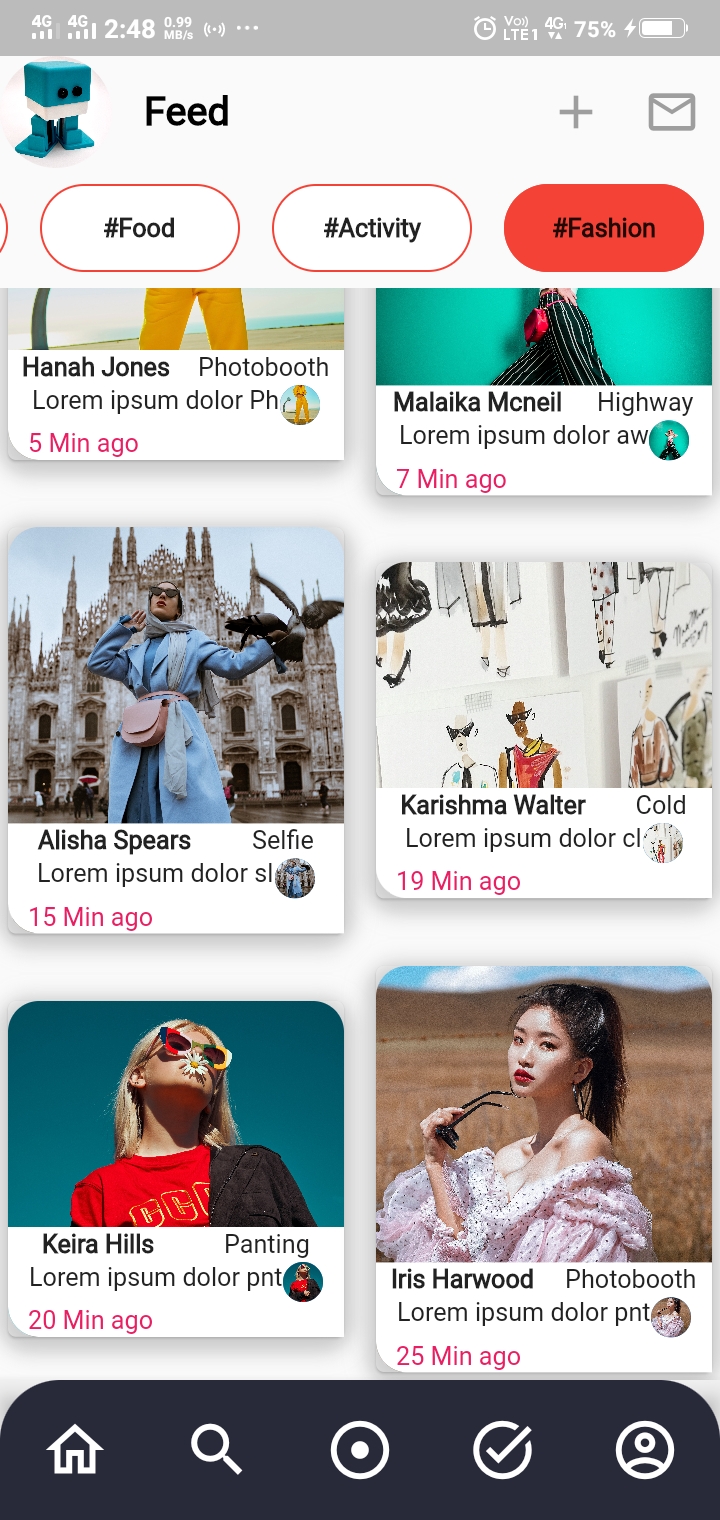 4G 4G 2:48 0.99 MB/s ... Vo)) LTE1 4G 75%
Feed
#Food #Activity #Fashion
Hanah Jones Photobooth
Lorem ipsum dolor Ph
5 Min ago
Malaika Mcneil Highway
Lorem ipsum dolor aw
7 Min ago
Alisha Spears Selfie
Lorem ipsum dolor sl
15 Min ago
Karishma Walter Cold
Lorem ipsum dolor cl
19 Min ago
Keira Hills Panting
Lorem ipsum dolor pnt
20 Min ago
Iris Harwood Photobooth
Lorem ipsum dolor pnt
25 Min ago